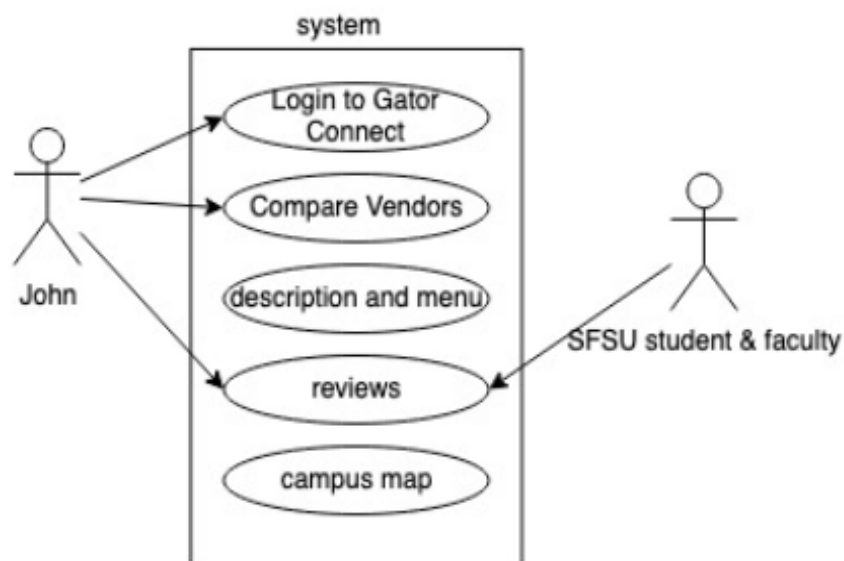 system
Login to Gator
Connect
Compare Vendors
John
description and menu
SFSU student & faculty
reviews
campus map